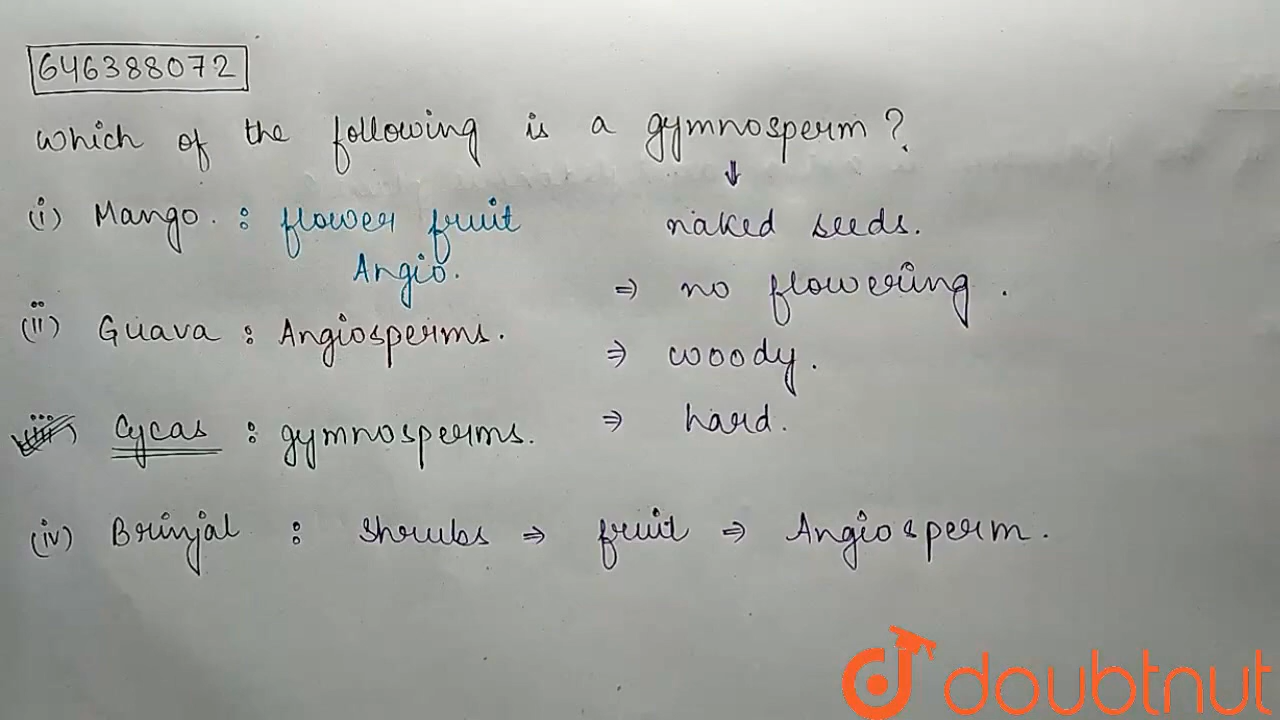 646388072
which of the following is a gymnosperm?
↓
(i) Mango. : flower fruit
Angio.
naked seeds.
⇒ no flowering.
(ii) Guava : Angiosperms.
⇒ woody.
(iii) Cycas : gymnosperms.
⇒ hard.
(iv) Brinjal : Shrubs ⇒ fruit ⇒ Angiosperm.
doubtnut